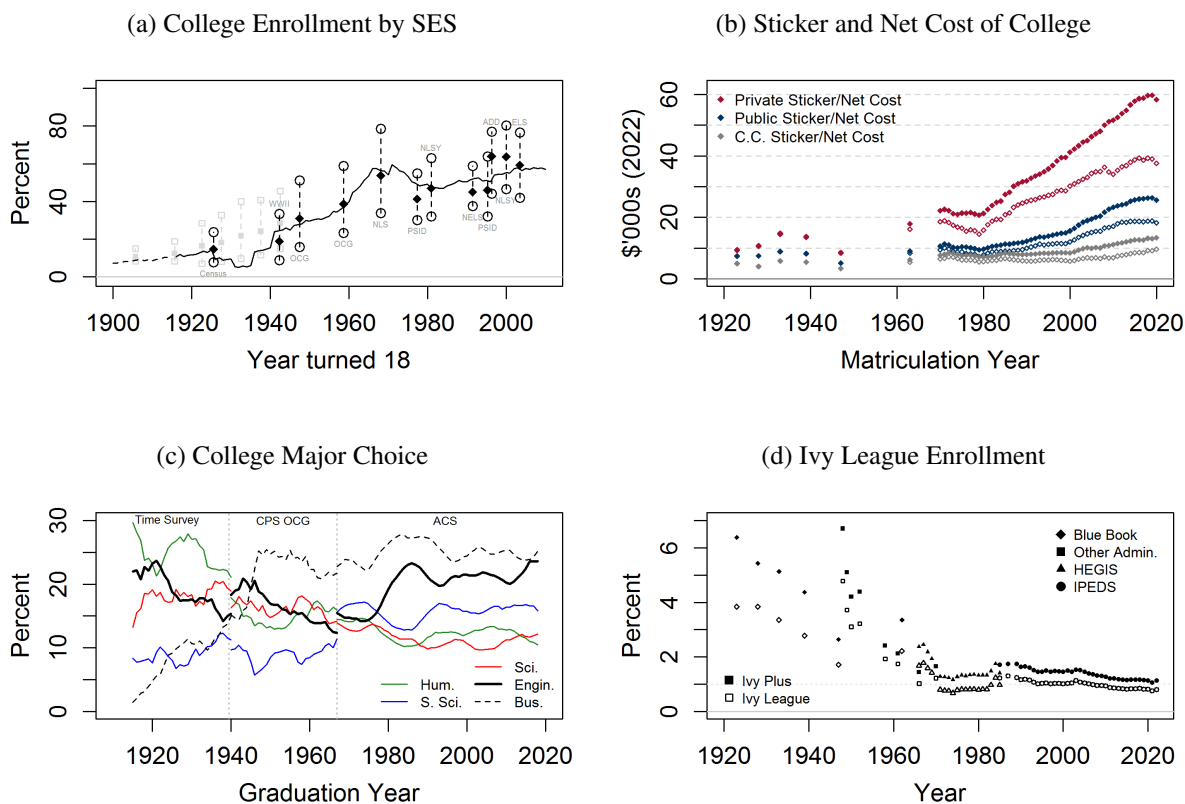 (a) College Enrollment by SES
Percent
0 40 80
1900 1920 1940 1960 1980 2000
Year turned 18
Census
WWII
OCG
OCG
NLS
PSID
NLSY
NELS
PSID
ADD
NLSY
ELS
(b) Sticker and Net Cost of College
$'000s (2022)
0 20 40 60
Private Sticker/Net Cost
Public Sticker/Net Cost
C.C. Sticker/Net Cost
1920 1940 1960 1980 2000 2020
Matriculation Year
(c) College Major Choice
Percent
0 10 20 30
Time Survey CPS OCG ACS
Hum.
S. Sci.
Sci.
Engin.
Bus.
1920 1940 1960 1980 2000 2020
Graduation Year
(d) Ivy League Enrollment
Percent
0 2 4 6
Blue Book
Other Admin.
HEGIS
IPEDS
Ivy Plus
Ivy League
1920 1940 1960 1980 2000 2020
Year